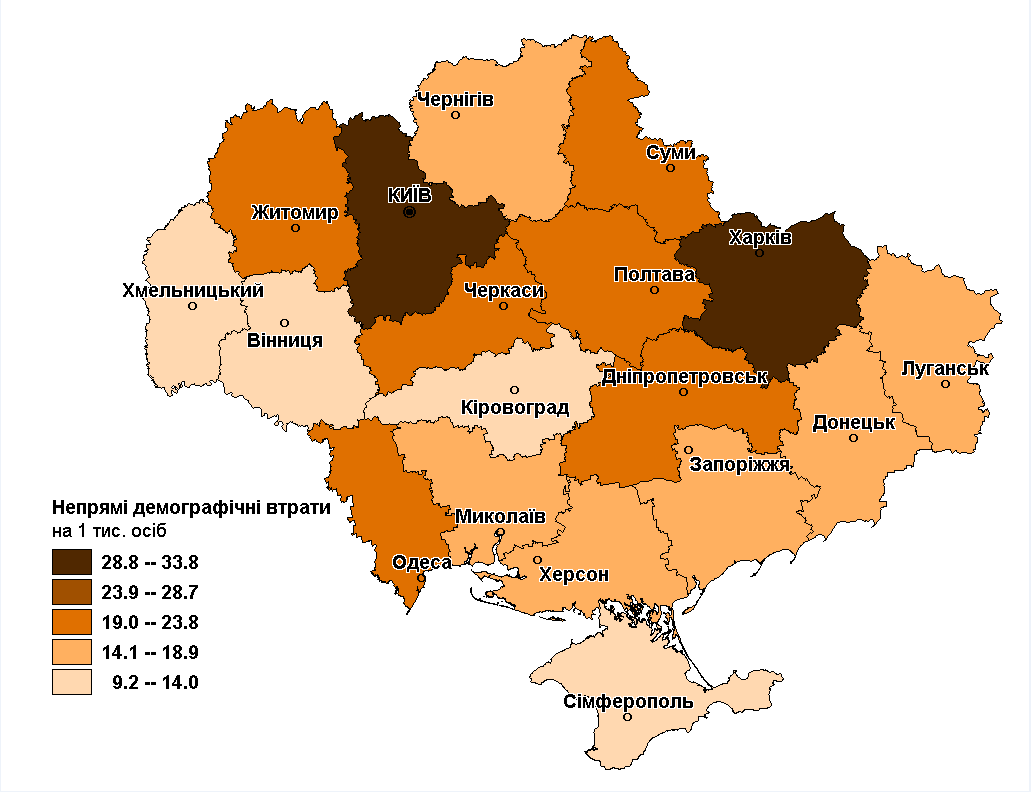 Чернігів
Суми
КИЇВ
Житомир
Харків
Полтава
Хмельницький
Черкаси
Вінниця
Луганськ
Дніпропетровськ
Кіровоград
Донецьк
Запоріжжя
Непрямі демографічні втрати
на 1 тис. осіб
Миколаїв
28.8 -- 33.8
Одеса
Херсон
23.9 -- 28.7
19.0 -- 23.8
14.1 -- 18.9
9.2 -- 14.0
Сімферополь